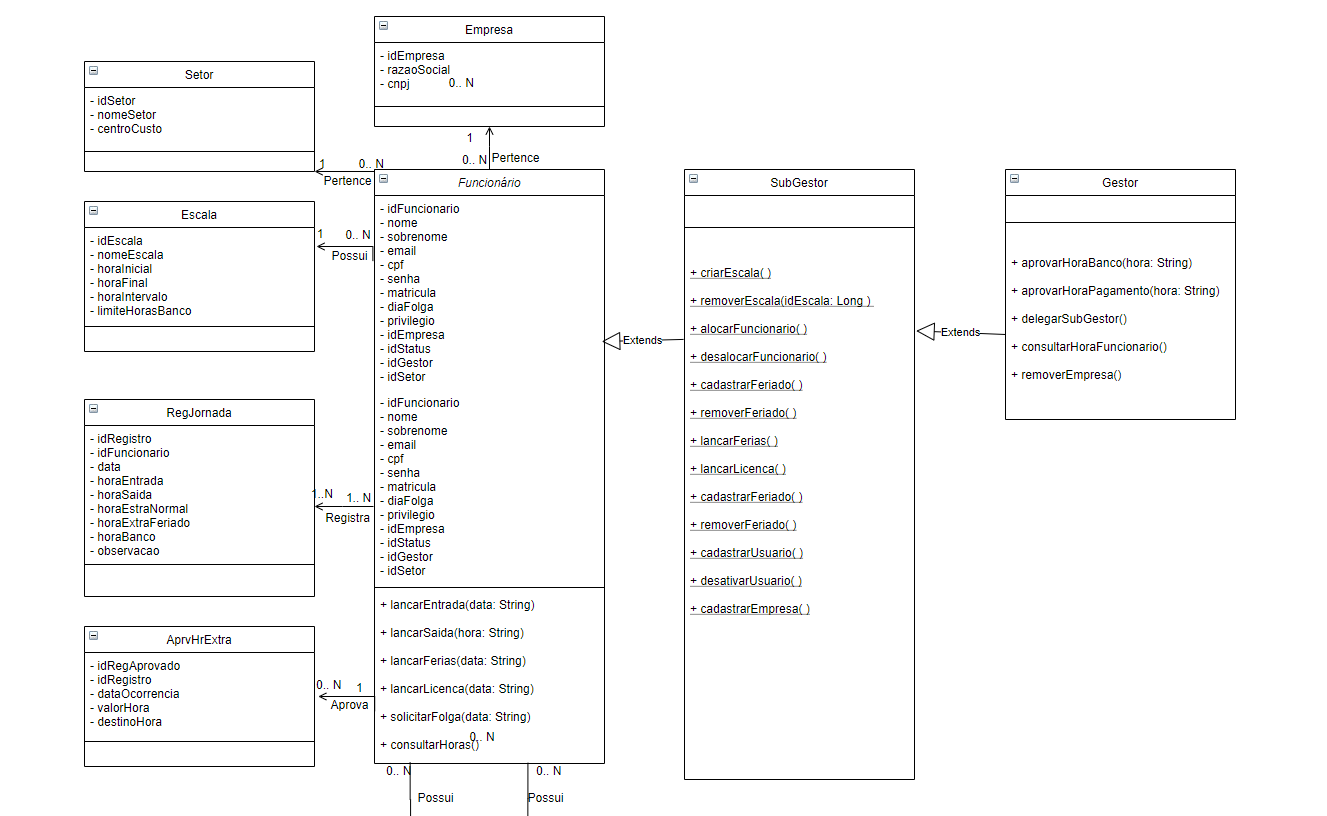 Empresa
- idEmpresa
- razaoSocial
- cnpj
0.. N
Setor
- idSetor
- nomeSetor
- centroCusto
1
0.. N
Pertence
1
0.. N
Pertence
Escala
- idEscala
- nomeEscala
- horaInicial
- horaFinal
- horaIntervalo
- limiteHorasBanco
1
0.. N
Possui
RegJornada
- idRegistro
- idFuncionario
- data
- horaEntrada
- horaSaida
- horaEstraNormal
- horaExtraFeriado
- horaBanco
- observacao
1..N
1.. N
Registra
AprvHrExtra
- idRegAprovado
- idRegistro
- dataOcorrencia
- valorHora
- destinoHora
0.. N
1
Aprova
Funcionário
- idFuncionario
- nome
- sobrenome
- email
- cpf
- senha
- matricula
- diaFolga
- privilegio
- idEmpresa
- idStatus
- idGestor
- idSetor
- idFuncionario
- nome
- sobrenome
- email
- cpf
- senha
- matricula
- diaFolga
- privilegio
- idEmpresa
- idStatus
- idGestor
- idSetor
+ lancarEntrada(data: String)
+ lancarSaida(hora: String)
+ lancarFerias(data: String)
+ lancarLicenca(data: String)
+ solicitarFolga(data: String)
0.. N
+ consultarHoras()
0.. N
0.. N
Possui
Possui
Extends
SubGestor
+ criarEscala( )
+ removerEscala(idEscala: Long )
+ alocarFuncionario( )
+ desalocarFuncionario( )
+ cadastrarFeriado( )
+ removerFeriado( )
+ lancarFerias( )
+ lancarLicenca( )
+ cadastrarFeriado( )
+ removerFeriado( )
+ cadastrarUsuario( )
+ desativarUsuario( )
+ cadastrarEmpresa( )
Extends
Gestor
+ aprovarHoraBanco(hora: String)
+ aprovarHoraPagamento(hora: String)
+ delegarSubGestor()
+ consultarHoraFuncionario()
+ removerEmpresa()